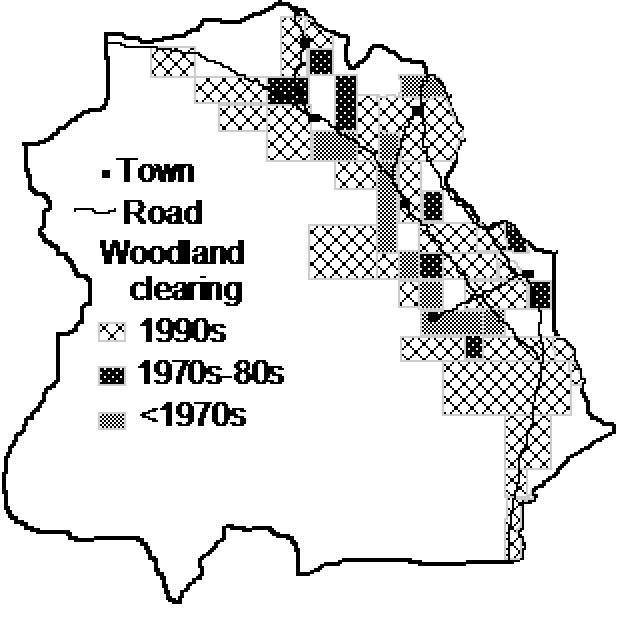 Town
Road
Woodland
clearing
1990s
1970s-80s
<1970s